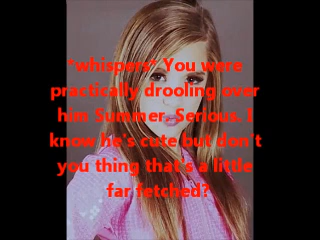 *whispers* You were
practically drooling over
him Summer. Serious. I
know he's cute but don't
you thing that's a little
far fetched?